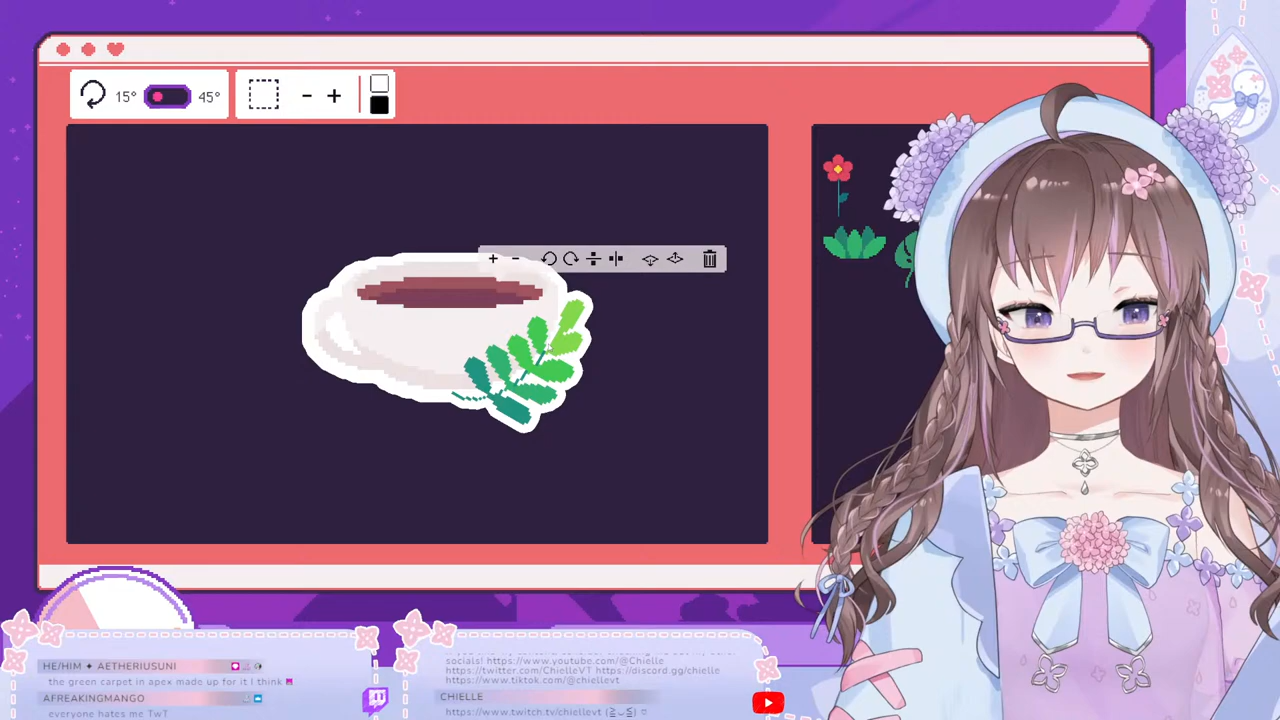 15° 45° - +
HE/HIM ✦ AETHERIUSUNI
the green carpet in apex made up for it I think
AFREAKINGMANGO
everyone hates me TwT
socials! https://www.youtube.com/@Chielle
https://twitter.com/ChielleVT https://discord.gg/chielle
https://www.tiktok.com/@chiellevt
CHIELLE
https://www.twitch.tv/chiellevt (≧◡≦) ♡